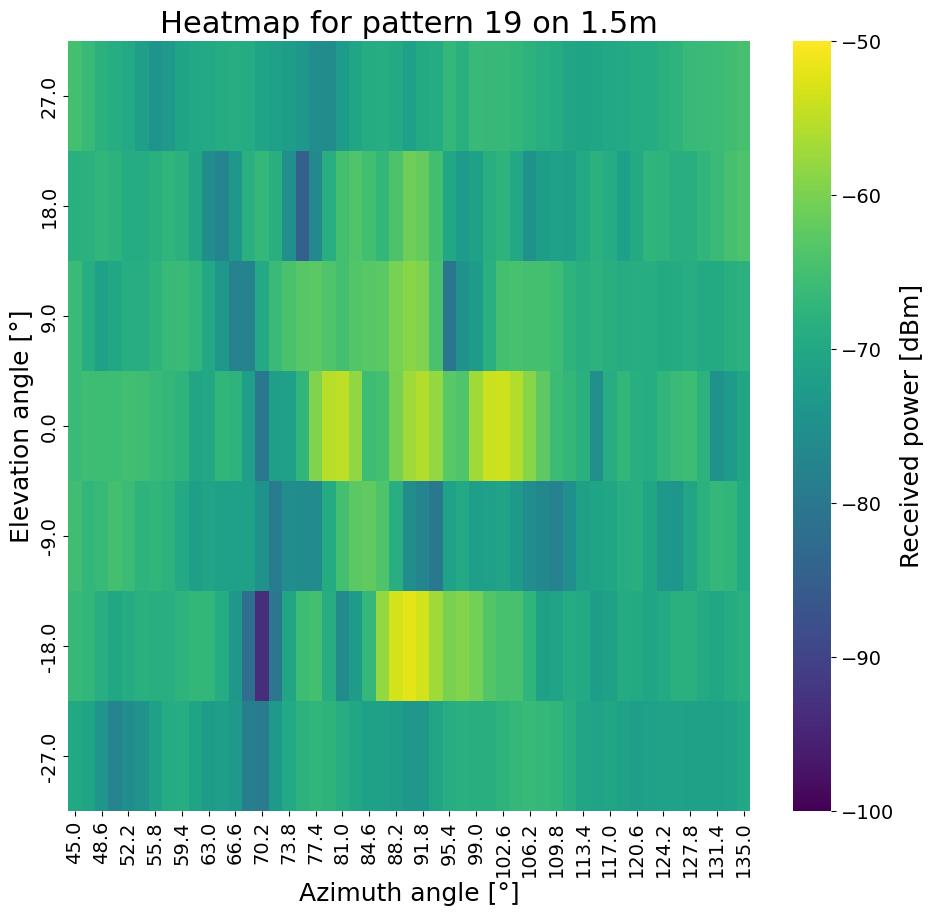 Heatmap for pattern 19 on 1.5m
Elevation angle [°]
27.0
18.0
9.0
0.0
-9.0
-18.0
-27.0
45.0 48.6 52.2 55.8 59.4 63.0 66.6 70.2 73.8 77.4 81.0 84.6 88.2 91.8 95.4 99.0 102.6 106.2 109.8 113.4 117.0 120.6 124.2 127.8 131.4 135.0
Azimuth angle [°]
−50
−60
−70
−80
−90
−100
Received power [dBm]